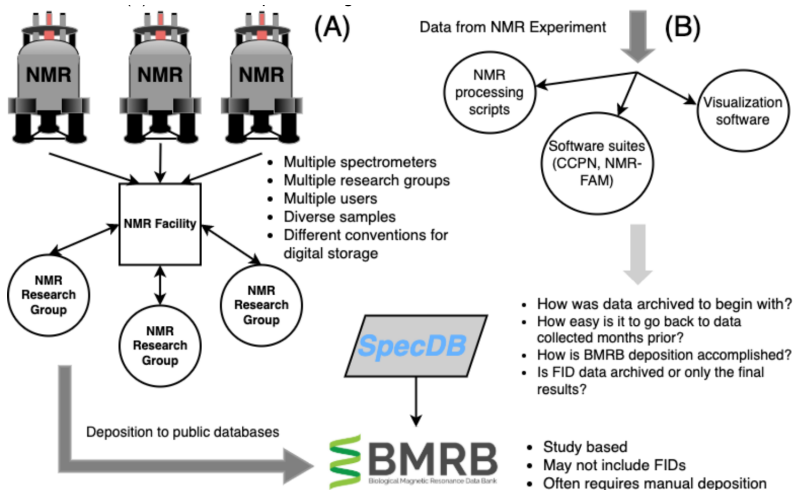 (A)
NMR
NMR
NMR
• Multiple spectrometers
• Multiple research groups
• Multiple users
• Diverse samples
• Different conventions for
digital storage
NMR Facility
NMR
Research
Group
NMR
Research
Group
NMR
Research
Group
Deposition to public databases
Data from NMR Experiment
(B)
NMR
processing
scripts
Software suites
(CCPN, NMR-
FAM)
Visualization
software
• How was data archived to begin with?
• How easy is it to go back to data
collected months prior?
• How is BMRB deposition accomplished?
• Is FID data archived or only the final
results?
SpecDB
BMRB
Biological Magnetic Resonance Data Bank
• Study based
• May not include FIDs
• Often requires manual deposition